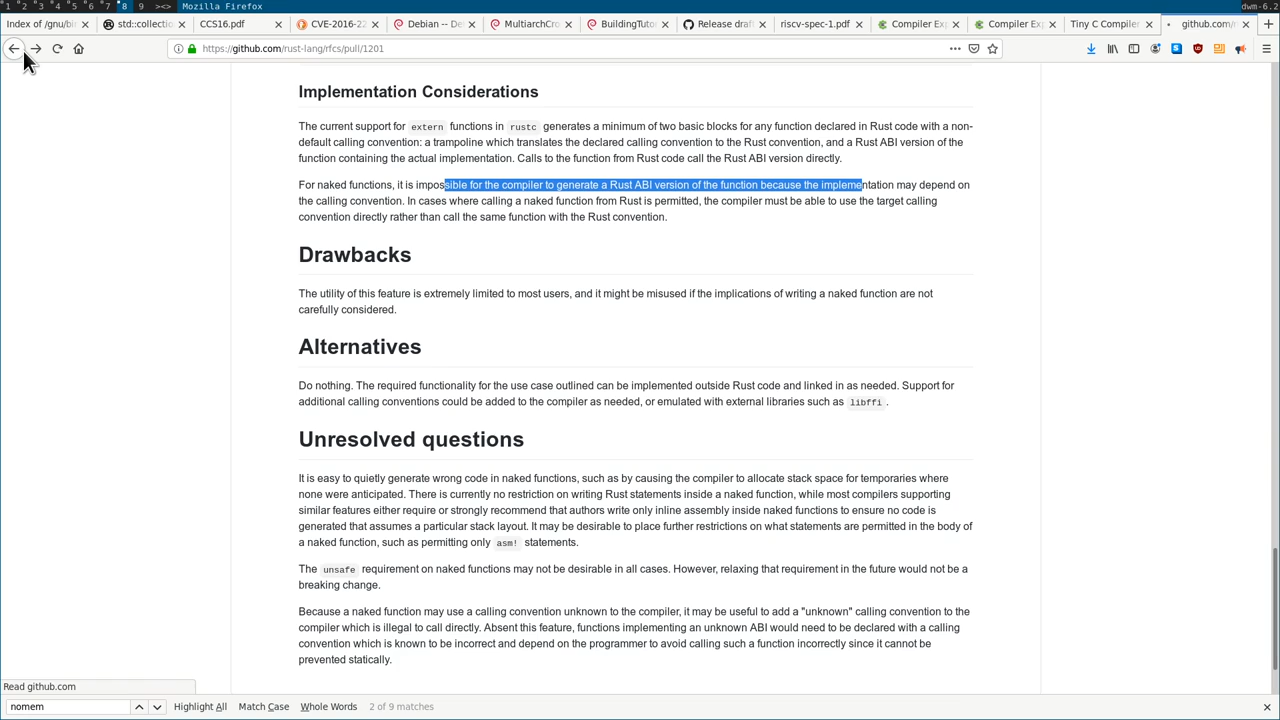 1 2 3 4 5 6 7 8 9 ><> Mozilla Firefox dwm-6.2
Index of /gnu/bi std::collectio CCS16.pdf CVE-2016-22 Debian -- De MultiarchCro BuildingTuto Release draf riscv-spec-1.pdf Compiler Exp Compiler Exp Tiny C Compiler github.com/r
https://github.com/rust-lang/rfcs/pull/1201
Implementation Considerations
The current support for extern functions in rustc generates a minimum of two basic blocks for any function declared in Rust code with a non-
default calling convention: a trampoline which translates the declared calling convention to the Rust convention, and a Rust ABI version of the
function containing the actual implementation. Calls to the function from Rust code call the Rust ABI version directly.
For naked functions, it is impossible for the compiler to generate a Rust ABI version of the function because the implementation may depend on
the calling convention. In cases where calling a naked function from Rust is permitted, the compiler must be able to use the target calling
convention directly rather than call the same function with the Rust convention.
Drawbacks
The utility of this feature is extremely limited to most users, and it might be misused if the implications of writing a naked function are not
carefully considered.
Alternatives
Do nothing. The required functionality for the use case outlined can be implemented outside Rust code and linked in as needed. Support for
additional calling conventions could be added to the compiler as needed, or emulated with external libraries such as libffi.
Unresolved questions
It is easy to quietly generate wrong code in naked functions, such as by causing the compiler to allocate stack space for temporaries where
none were anticipated. There is currently no restriction on writing Rust statements inside a naked function, while most compilers supporting
similar features either require or strongly recommend that authors write only inline assembly inside naked functions to ensure no code is
generated that assumes a particular stack layout. It may be desirable to place further restrictions on what statements are permitted in the body of
a naked function, such as permitting only asm! statements.
The unsafe requirement on naked functions may not be desirable in all cases. However, relaxing that requirement in the future would not be a
breaking change.
Because a naked function may use a calling convention unknown to the compiler, it may be useful to add a "unknown" calling convention to the
compiler which is illegal to call directly. Absent this feature, functions implementing an unknown ABI would need to be declared with a calling
convention which is known to be incorrect and depend on the programmer to avoid calling such a function incorrectly since it cannot be
prevented statically.
Read github.com
nomem Highlight All Match Case Whole Words 2 of 9 matches